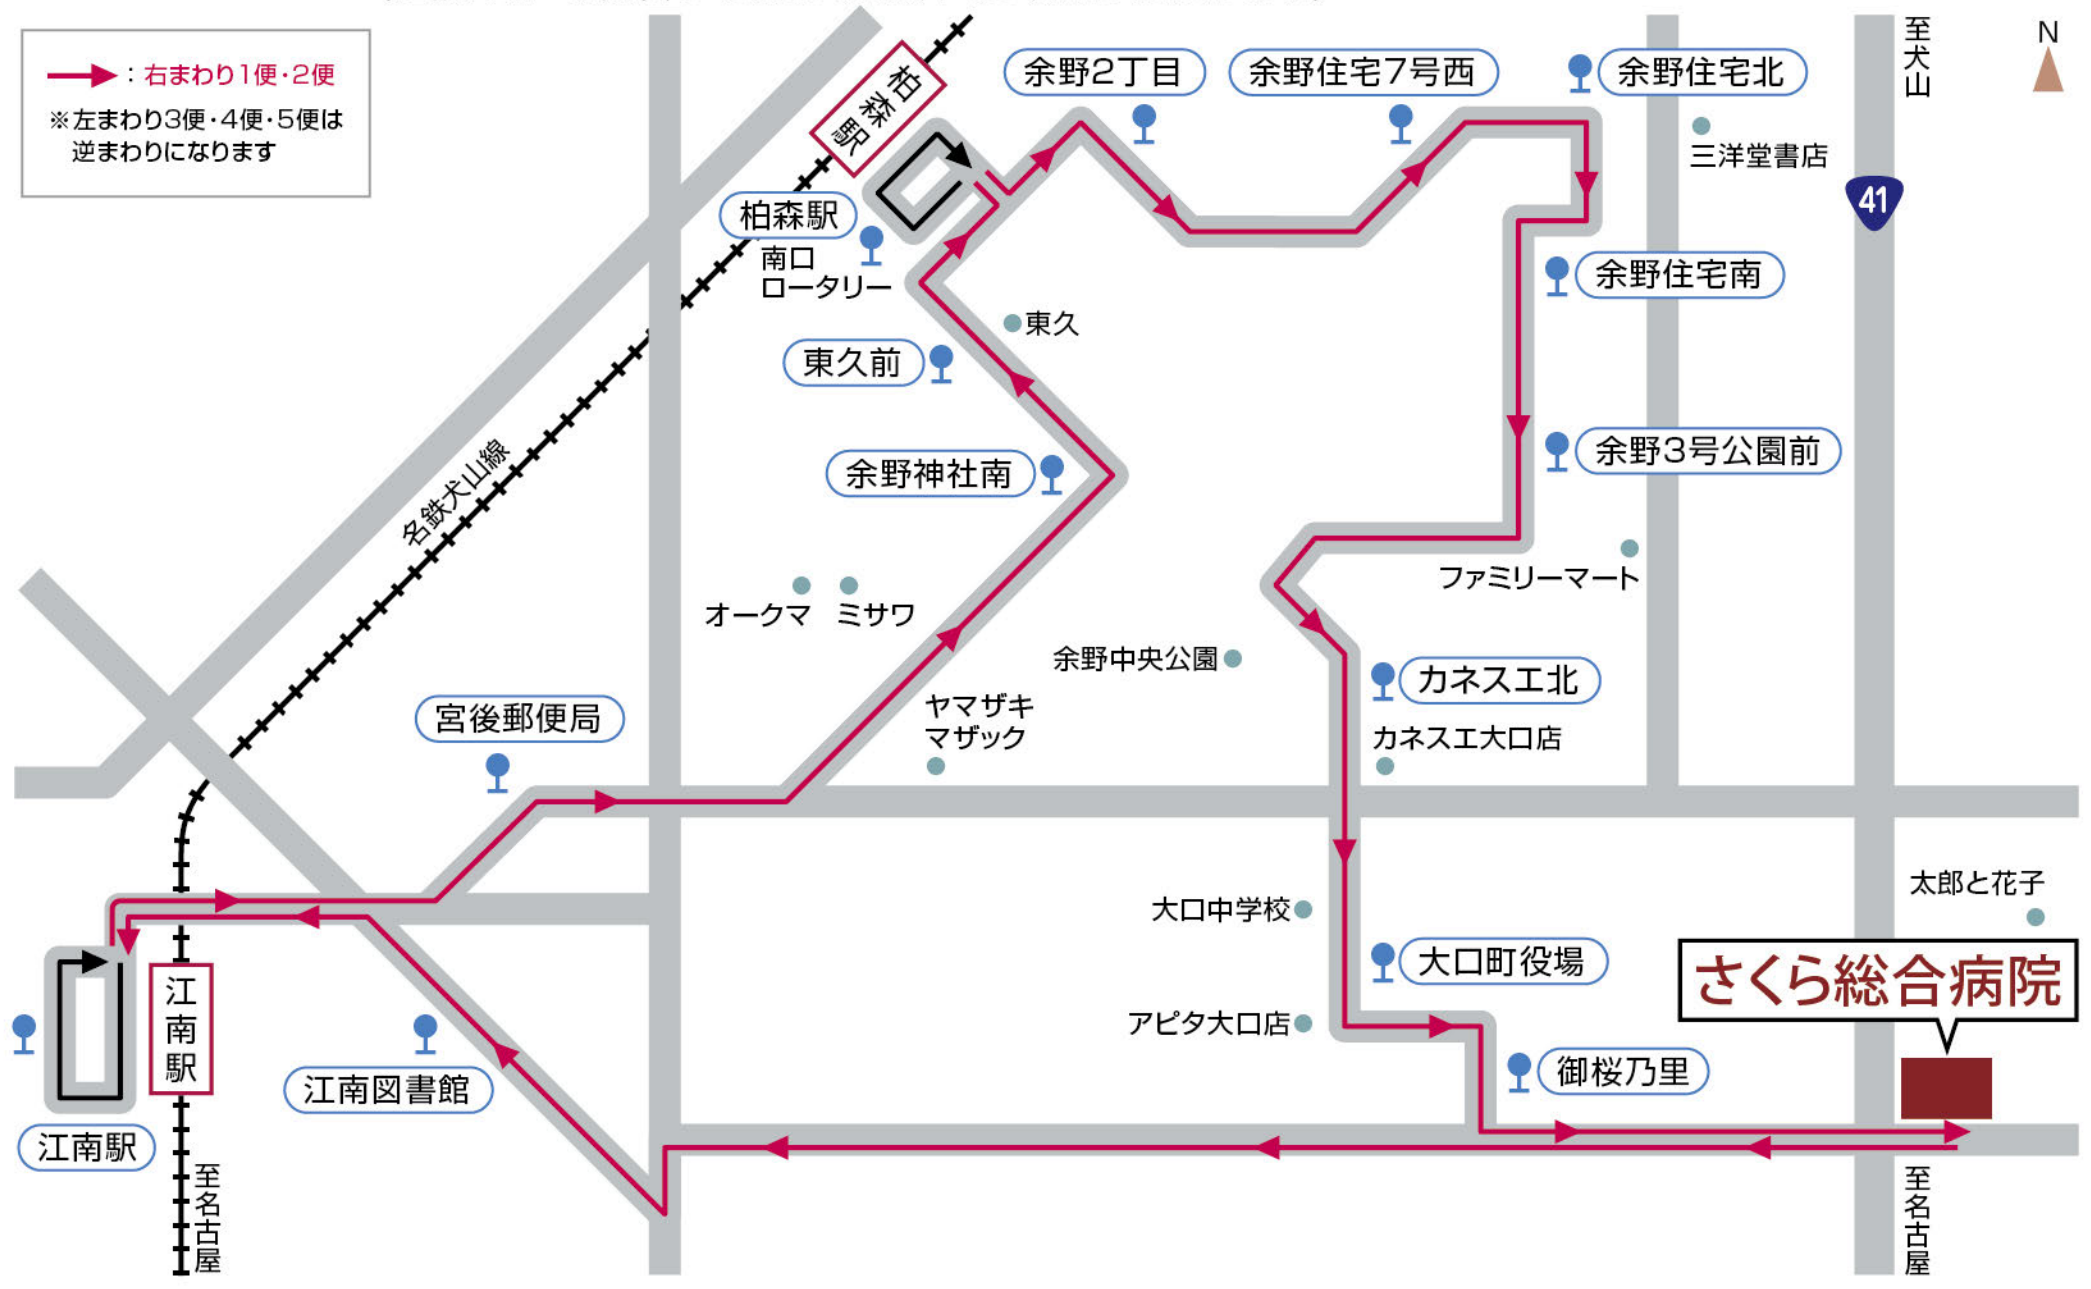 ：右まわり1便・2便
※左まわり3便・4便・5便は
逆まわりになります
柏森駅
余野2丁目
余野住宅7号西
余野住宅北
至犬山
N
三洋堂書店
41
柏森駅
南口
ロータリー
余野住宅南
東久
東久前
余野3号公園前
余野神社南
名鉄犬山線
ファミリーマート
オークマ
ミサワ
余野中央公園
カネスエ北
宮後郵便局
ヤマザキ
マザック
カネスエ大口店
太郎と花子
大口中学校
大口町役場
さくら総合病院
江南駅
アピタ大口店
御桜乃里
江南図書館
江南駅
至名古屋
至名古屋